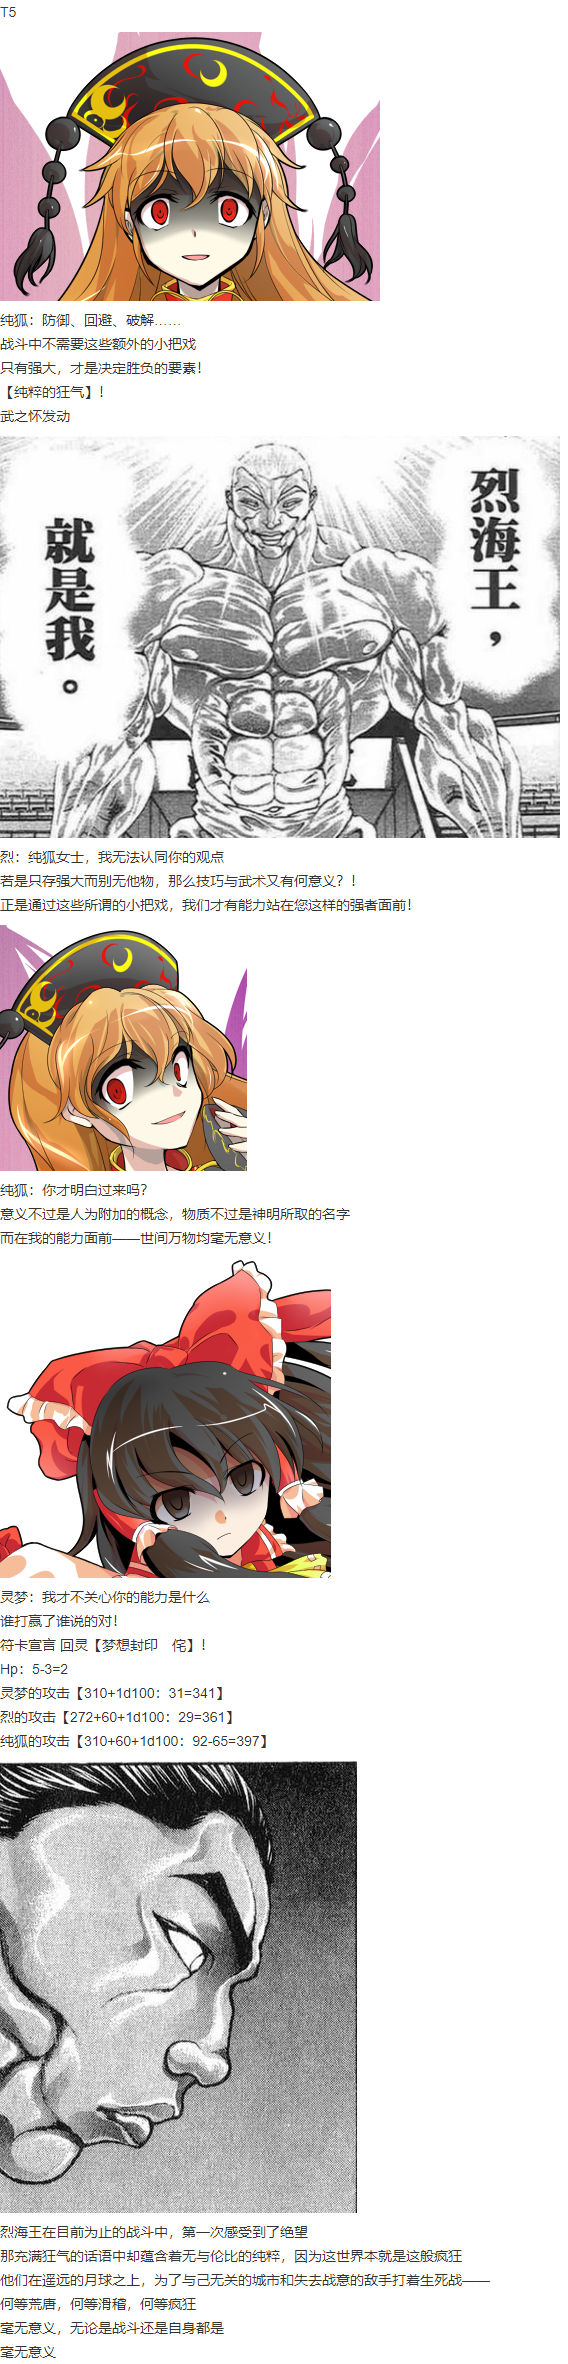 T5
纯狐：防御、回避、破解……
战斗中不需要这些额外的小把戏
只有强大，才是决定胜负的要素！
【纯粹的狂气】！
武之怀发动
烈海王，
就是我。
烈：纯狐女士，我无法认同你的观点
若是只存强大而别无他物，那么技巧与武术又有何意义？！
正是通过这些所谓的小把戏，我们才有能力站在您这样的强者面前！
纯狐：你才明白过来吗？
意义不过是人为附加的概念，物质不过是神明所取的名字
而在我的能力面前——世间万物均毫无意义！
灵梦：我才不关心你的能力是什么
谁打赢了谁说的对！
符卡宣言 回灵【梦想封印　侘】！
Hp：5-3=2
灵梦的攻击【310+1d100：31=341】
烈的攻击【272+60+1d100：29=361】
纯狐的攻击【310+60+1d100：92-65=397】
烈海王在目前为止的战斗中，第一次感受到了绝望
那充满狂气的话语中却蕴含着无与伦比的纯粹，因为这世界本就是这般疯狂
他们在遥远的月球之上，为了与己无关的城市和失去战意的敌手打着生死战——
何等荒唐，何等滑稽，何等疯狂
毫无意义，无论是战斗还是自身都是
毫无意义